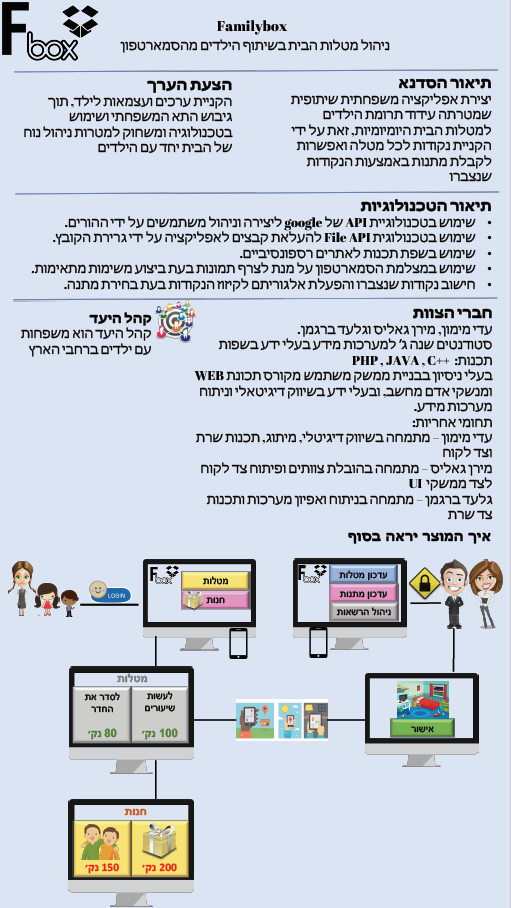 Fbox
Familybox
ניהול מטלות הבית בשיתוף הילדים מהסמארטפון
תיאור הסדנא
יצירת אפליקציה משפחתית שיתופית
שמטרתה עידוד תרומת הילדים
למטלות הבית היומיומיות, זאת על ידי
הקניית נקודות לכל מטלה ואפשרות
לקבלת מתנות באמצעות הנקודות
שנצברו
הצעת הערך
הקניית ערכים ועצמאות לילד, תוך
גיבוש התא המשפחתי ושימוש
בטכנולוגיה ומשחוק למטרות ניהול נוח
של הבית יחד עם הילדים
תיאור הטכנולוגיות
• שימוש בטכנולוגיית API של google ליצירה וניהול משתמשים על ידי ההורים.
• שימוש בטכנולוגית File API להעלאת קבצים לאפליקציה על ידי גרירת הקובץ.
• שימוש בשפת תכנות לאתרים רספונסיביים.
• שימוש במצלמת הסמארטפון על מנת לצרף תמונות בעת ביצוע משימות מתאימות.
• חישוב נקודות שנצברו והפעלת אלגוריתם לקיזוז הנקודות בעת בחירת מתנה.
חברי הצוות
עדי מימון, מירן גאליס וגלעד ברגמן.
סטודנטים שנה ג' למערכות מידע בעלי ידע בשפות
תכנות: PHP , JAVA , C++
בעלי ניסיון בבניית ממשק משתמש מקורס תכונת WEB
ומנשקי אדם מחשב, ובעלי ידע בשיווק דיגיטאלי וניתוח
מערכות מידע.
תחומי אחריות:
עדי מימון – מתמחה בשיווק דיגיטלי, מיתוג, תכנות שרת
וצד לקוח
מירן גאליס – מתמחה בהובלת צוותים ופיתוח צד לקוח
לצד ממשקי UI
גלעד ברגמן – מתמחה בניתוח ואפיון מערכות ותכנות
צד שרת
קהל היעד
קהל היעד הוא משפחות
עם ילדים ברחבי הארץ
איך המוצר יראה בסוף
Fbox
עדכון מטלות
עדכון מתנות
ניהול הרשאות
Fbox
מטלות
חנות
LOGIN
אישור
מטלות
לעשות
שיעורים
100 נק'
לסדר את
החדר
80 נק'
חנות
200 נק'
150 נק'